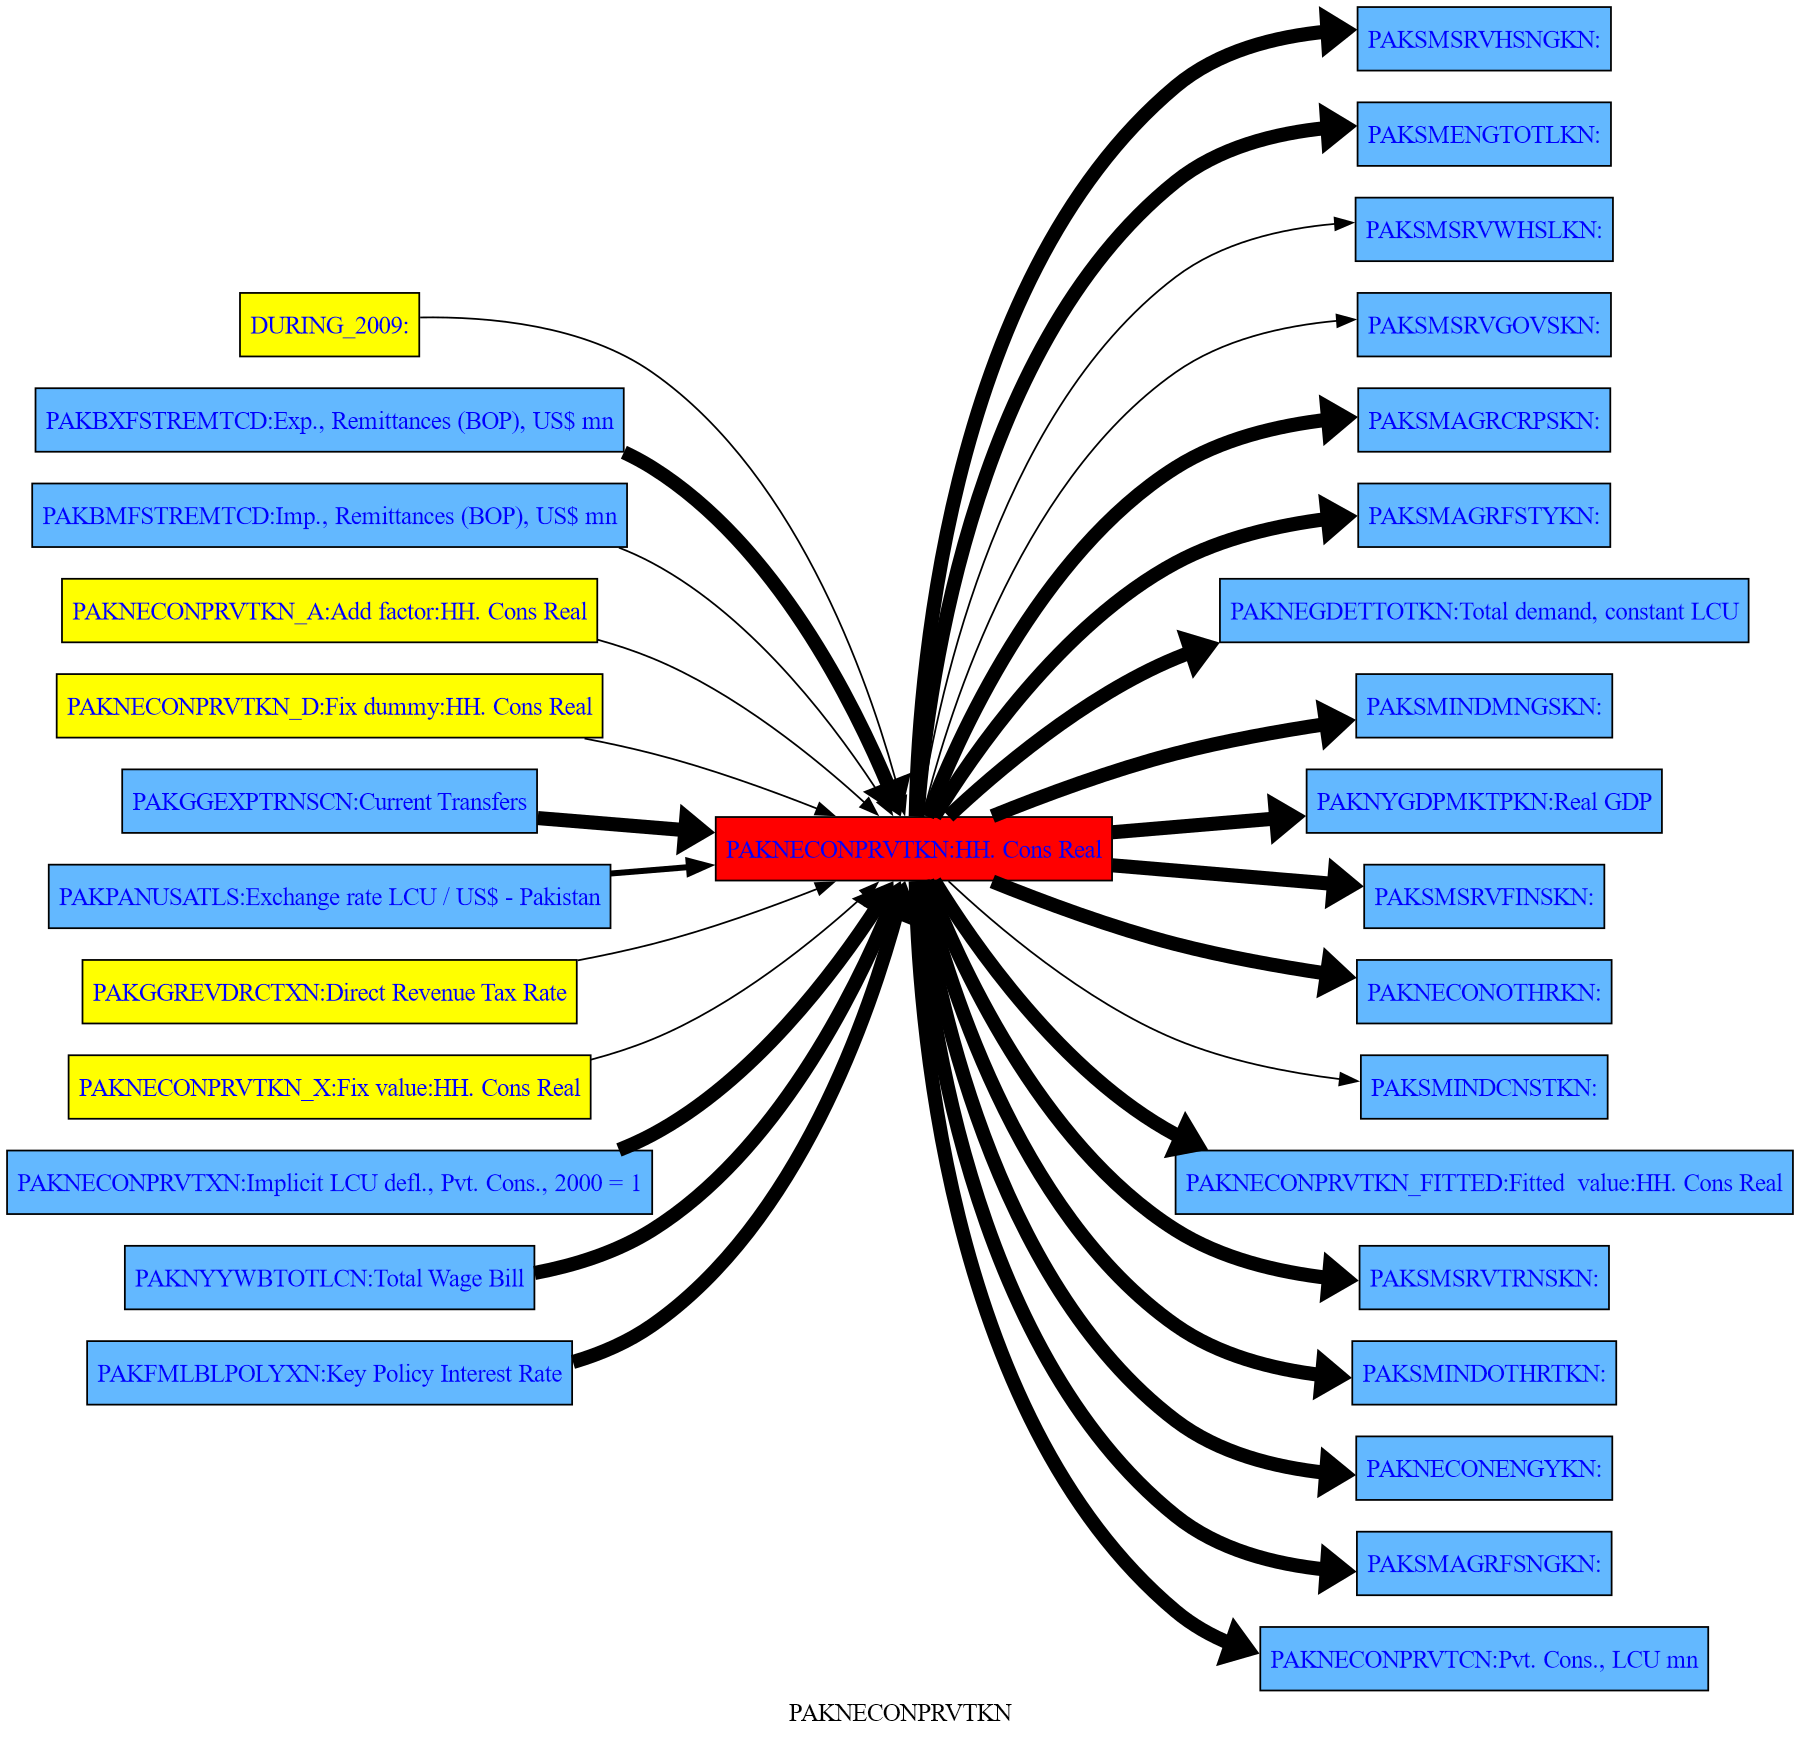 PAKSMSRVHSNGKN:
PAKSMENGTOTLKN:
PAKSMSRVWHSLKN:
DURING_2009:
PAKSMSRVGOVSKN:
PAKBXFSTREMTCD:Exp., Remittances (BOP), US$ mn
PAKSMAGRCRPSKN:
PAKBMFSTREMTCD:Imp., Remittances (BOP), US$ mn
PAKSMAGRFSTYKN:
PAKNECONPRVTKN_A:Add factor:HH. Cons Real
PAKNEGDETTOTKN:Total demand, constant LCU
PAKNECONPRVTKN_D:Fix dummy:HH. Cons Real
PAKSMINDMNGSKN:
PAKGGEXPTRNSCN:Current Transfers
PAKNYGDPMKTPKN:Real GDP
PAKNECONPRVTKN:HH. Cons Real
PAKPANUSATLS:Exchange rate LCU / US$ - Pakistan
PAKSMSRVFINSKN:
PAKGGREVDRCTXN:Direct Revenue Tax Rate
PAKNECONOTHRKN:
PAKNECONPRVTKN_X:Fix value:HH. Cons Real
PAKSMINDCNSTKN:
PAKNECONPRVTXN:Implicit LCU defl., Pvt. Cons., 2000 = 1
PAKNECONPRVTKN_FITTED:Fitted  value:HH. Cons Real
PAKNYYWBTOTLCN:Total Wage Bill
PAKSMSRVTRNSKN:
PAKFMLBLPOLYXN:Key Policy Interest Rate
PAKSMINDOTHRTKN:
PAKNECONENGYKN:
PAKSMAGRFSNGKN:
PAKNECONPRVTCN:Pvt. Cons., LCU mn
PAKNECONPRVTKN